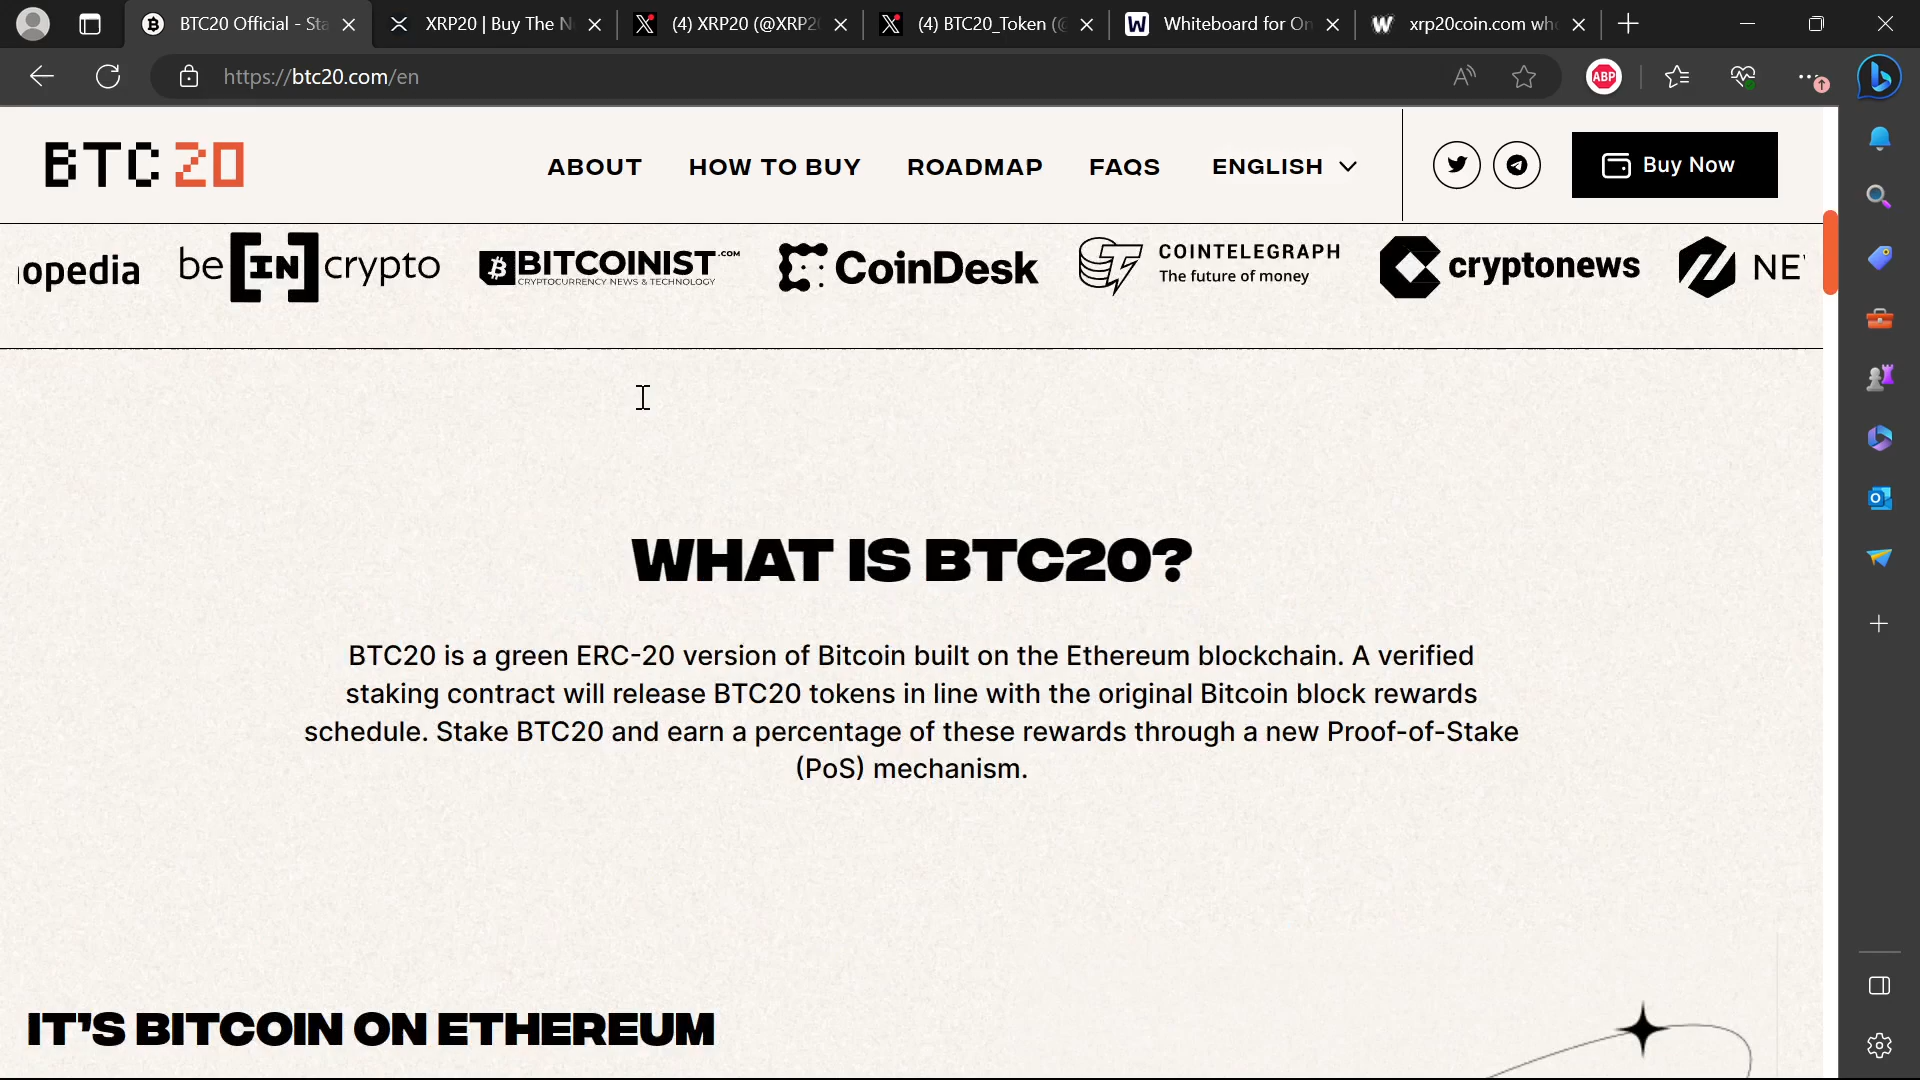 BTC20 Official - Sta
XRP20 | Buy The N
(4) XRP20 (@XRP2
(4) BTC20_Token (@
Whiteboard for On
xrp20coin.com who
https://btc20.com/en
ABP
BTC 20
ABOUT
HOW TO BUY
ROADMAP
FAQS
ENGLISH
Buy Now
opedia
be[IN]crypto
BITCOINIST.COM
CRYPTOCURRENCY NEWS & TECHNOLOGY
CoinDesk
COINTELEGRAPH
The future of money
cryptonews
NE
WHAT IS BTC20?
BTC20 is a green ERC-20 version of Bitcoin built on the Ethereum blockchain. A verified
staking contract will release BTC20 tokens in line with the original Bitcoin block rewards
schedule. Stake BTC20 and earn a percentage of these rewards through a new Proof-of-Stake
(PoS) mechanism.
IT'S BITCOIN ON ETHEREUM